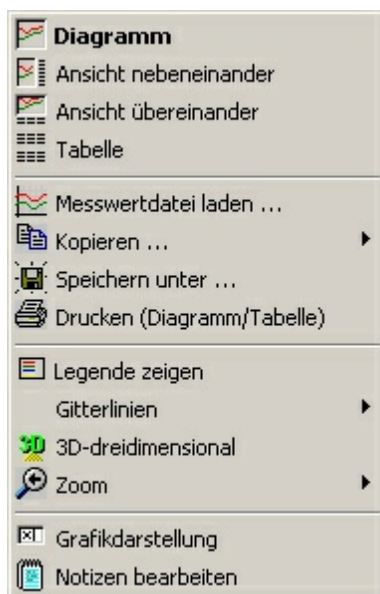 Diagramm
Ansicht nebeneinander
Ansicht übereinander
Tabelle
Messwertdatei laden ...
Kopieren ...
Speichern unter ...
Drucken (Diagramm/Tabelle)
Legende zeigen
Gitterlinien
3D 3D-dreidimensional
Zoom
Grafikdarstellung
Notizen bearbeiten